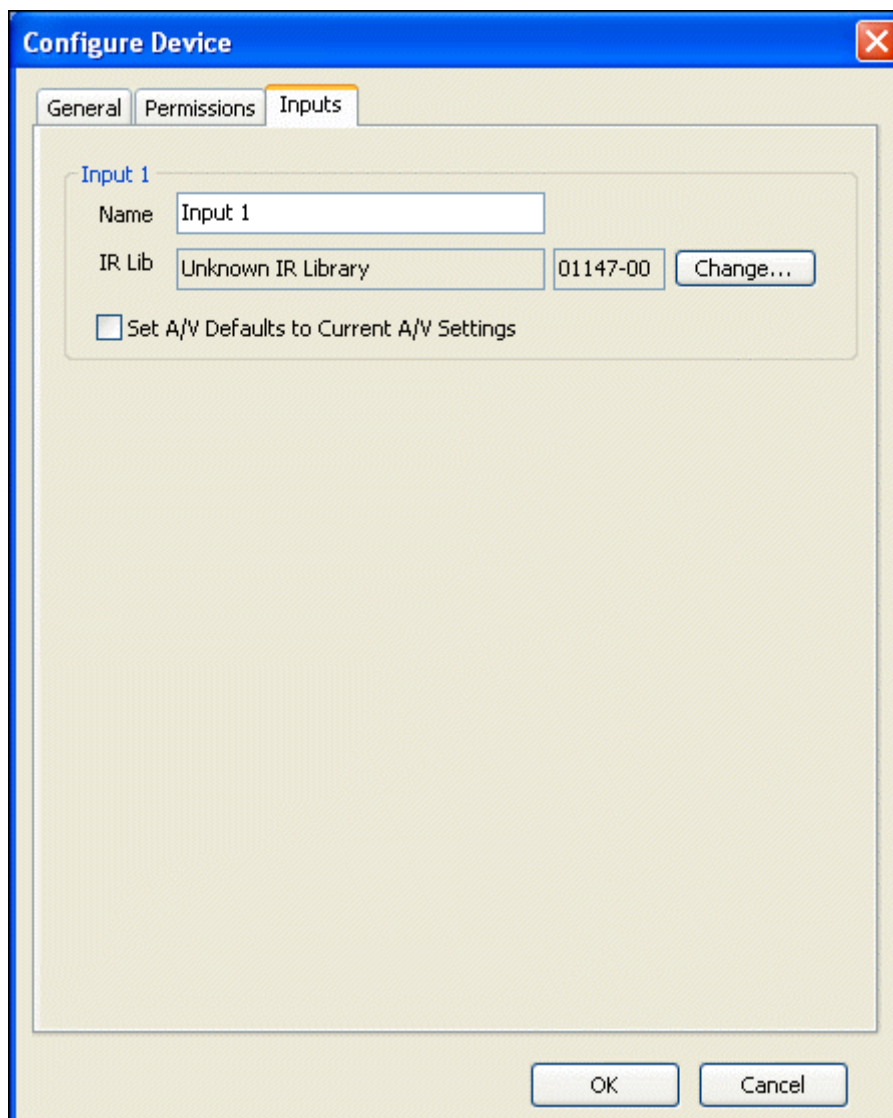 Configure Device
General Permissions Inputs
Input 1
Name Input 1
IR Lib Unknown IR Library 01147-00 Change...
Set A/V Defaults to Current A/V Settings
OK Cancel